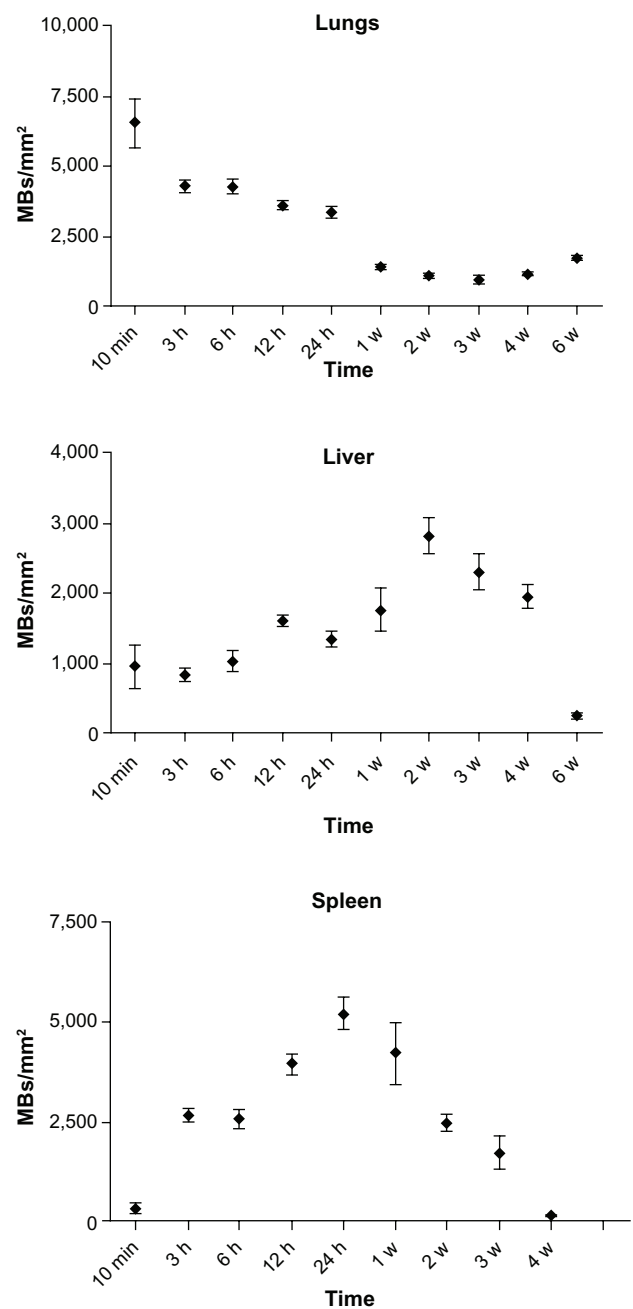 Lungs
MBs/mm²
10,000
7,500
5,000
2,500
0
10 min 3 h 6 h 12 h 24 h 1 w 2 w 3 w 4 w 6 w
Time
Liver
MBs/mm²
4,000
3,000
2,000
1,000
0
10 min 3 h 6 h 12 h 24 h 1 w 2 w 3 w 4 w 6 w
Time
Spleen
MBs/mm²
7,500
5,000
2,500
0
10 min 3 h 6 h 12 h 24 h 1 w 2 w 3 w 4 w
Time